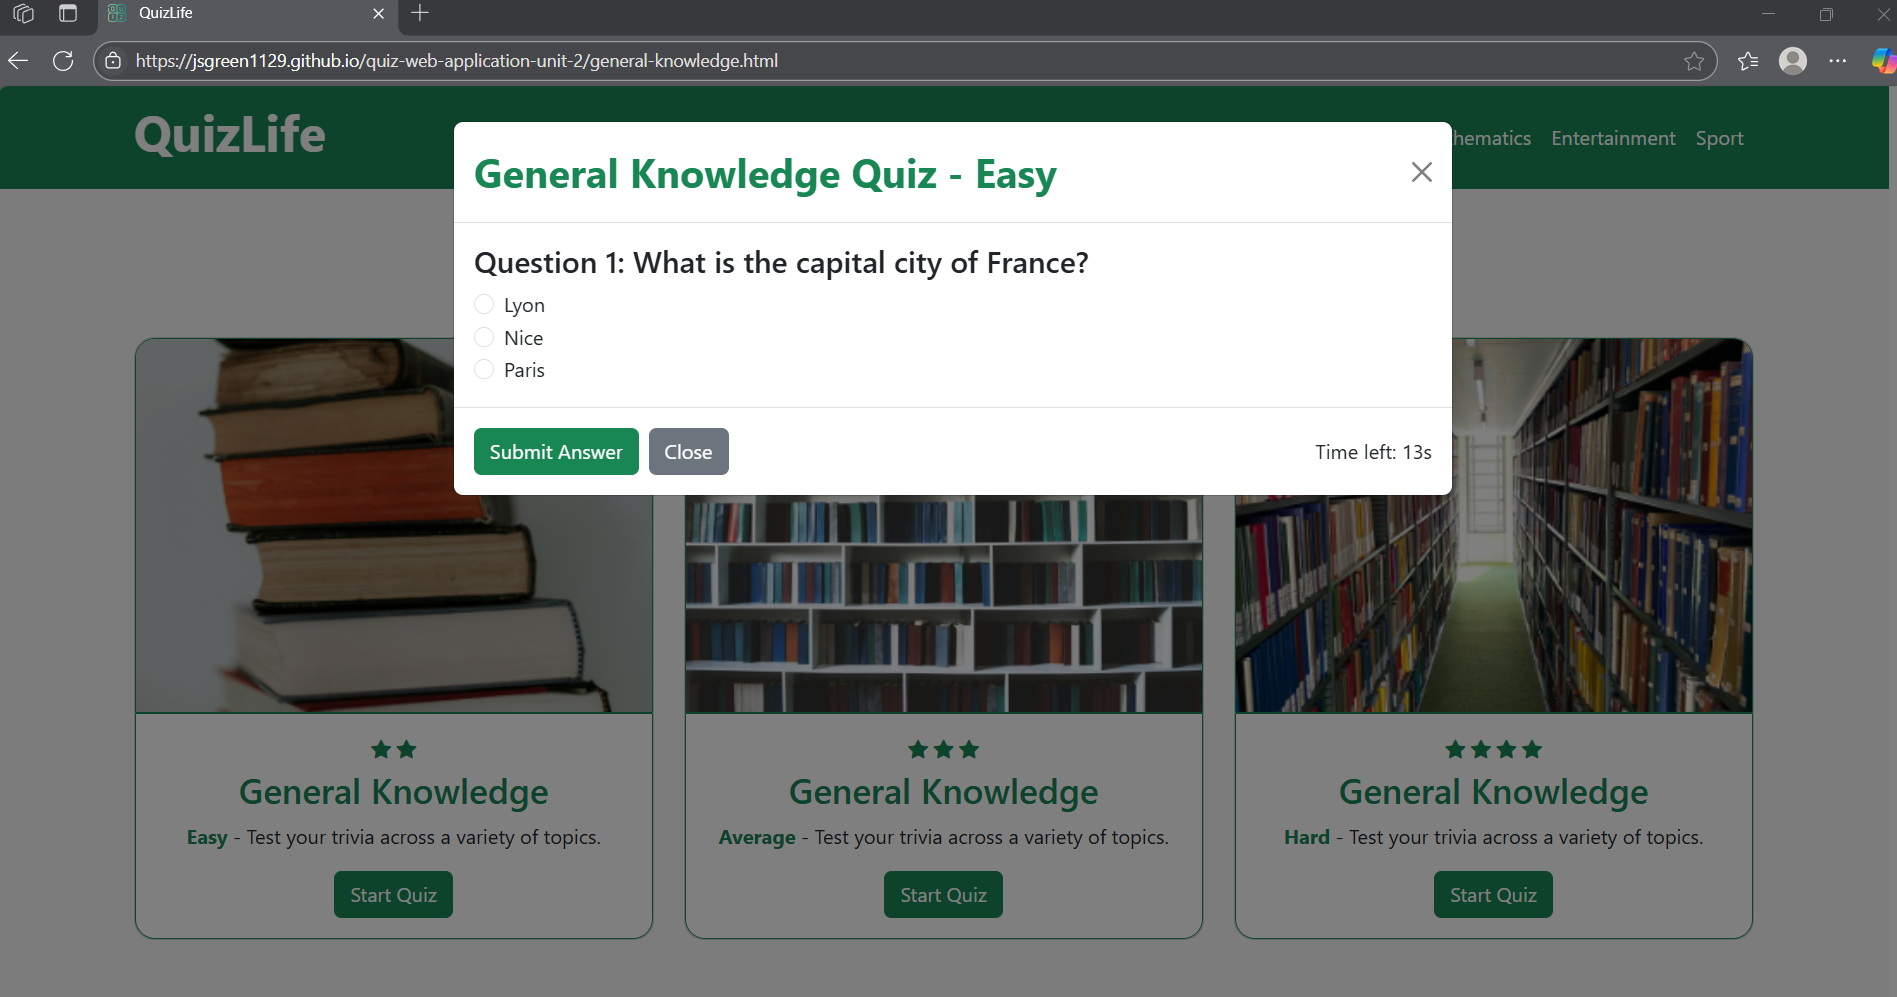 QuizLife
https://jsgreen1129.github.io/quiz-web-application-unit-2/general-knowledge.html
QuizLife
Entertainment
Sport
General Knowledge Quiz - Easy
Question 1: What is the capital city of France?
Lyon
Nice
Paris
Submit Answer
Close
Time left: 13s
General Knowledge
Easy - Test your trivia across a variety of topics.
Start Quiz
General Knowledge
Average - Test your trivia across a variety of topics.
Start Quiz
General Knowledge
Hard - Test your trivia across a variety of topics.
Start Quiz